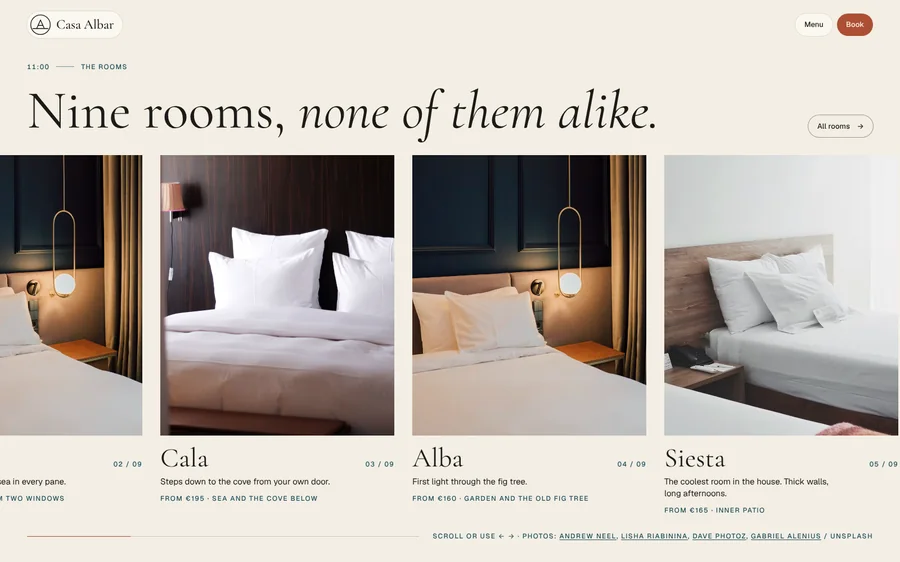 Casa Albar
Menu
Book
11:00 THE ROOMS
Nine rooms, none of them alike.
All rooms →
02 / 09
sea in every pane.
TWO WINDOWS
Cala
03 / 09
Steps down to the cove from your own door.
FROM €195 · SEA AND THE COVE BELOW
Alba
04 / 09
First light through the fig tree.
FROM €160 · GARDEN AND THE OLD FIG TREE
Siesta
05 / 09
The coolest room in the house. Thick walls,
long afternoons.
FROM €165 · INNER PATIO
SCROLL OR USE ← → · PHOTOS: ANDREW NEEL, LISHA RIABININA, DAVE PHOTOZ, GABRIEL ALENIUS / UNSPLASH